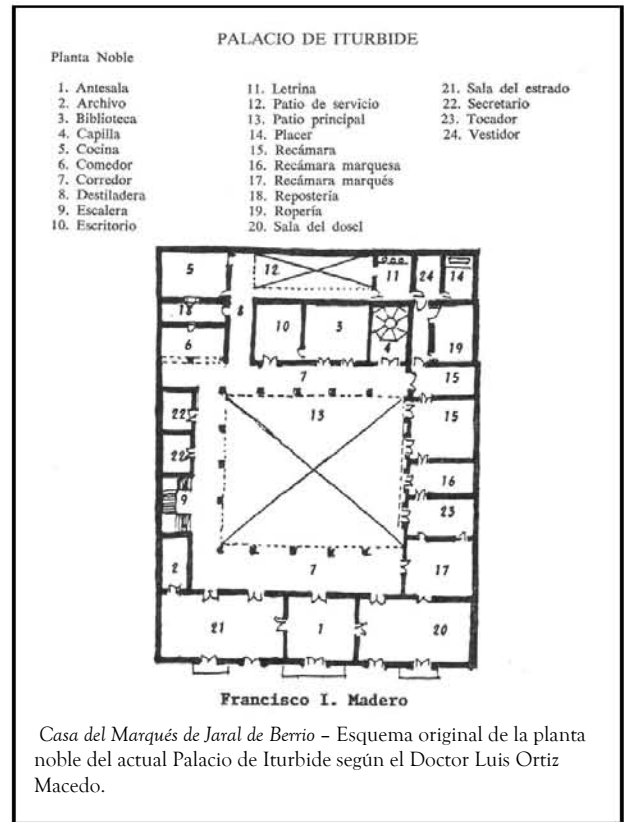 PALACIO DE ITURBIDE
Planta Noble
1. Antesala
2. Archivo
3. Biblioteca
4. Capilla
5. Cocina
6. Comedor
7. Corredor
8. Destiladera
9. Escalera
10. Escritorio
11. Letrina
12. Patio de servicio
13. Patio principal
14. Placer
15. Recámara
16. Recámara marquesa
17. Recámara marqués
18. Repostería
19. Ropería
20. Sala del dosel
21. Sala del estrado
22. Secretario
23. Tocador
24. Vestidor
5 12 11 24 14
18 8 10 3 4 19
6
7 15
22 13 15
22
9 16
23
2 7 17
21 1 20
Francisco I. Madero
Casa del Marqués de Jaral de Berrio – Esquema original de la planta
noble del actual Palacio de Iturbide según el Doctor Luis Ortiz
Macedo.